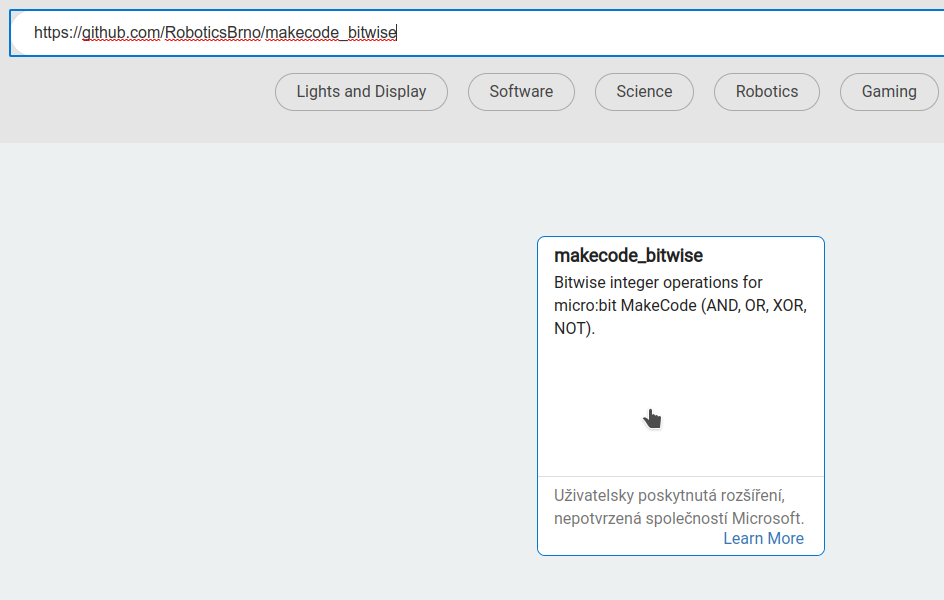 https://github.com/RoboticsBrno/makecode_bitwise
Lights and Display
Software
Science
Robotics
Gaming
makecode_bitwise
Bitwise integer operations for
micro:bit MakeCode (AND, OR, XOR,
NOT).
Uživatelsky poskytnutá rozšíření,
nepotvrzená společností Microsoft.
Learn More